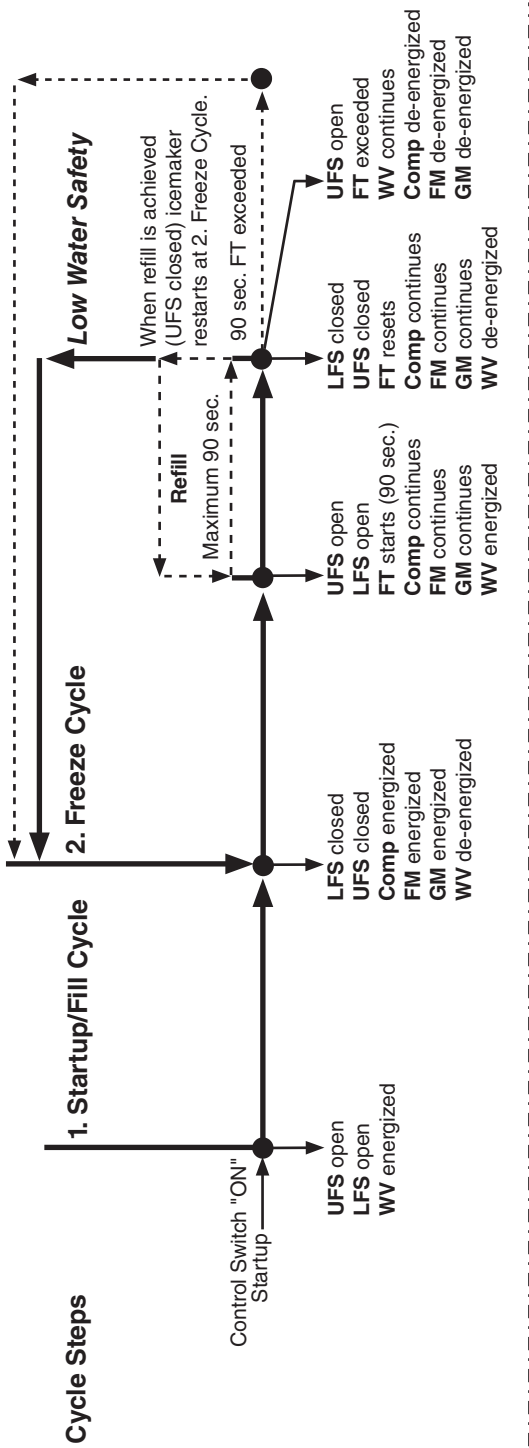 Cycle Steps
1. Startup/Fill Cycle
2. Freeze Cycle
Low Water Safety
When refill is achieved
(UFS closed) icemaker
restarts at 2. Freeze Cycle.
Refill
Maximum 90 sec.
90 sec. FT exceeded
Control Switch "ON"
Startup
UFS open
LFS open
WV energized
LFS closed
UFS closed
Comp energized
FM energized
GM energized
WV de-energized
UFS open
LFS open
FT starts (90 sec.)
Comp continues
FM continues
GM continues
WV energized
LFS closed
UFS closed
FT resets
Comp continues
FM continues
GM continues
WV de-energized
UFS open
FT exceeded
WV continues
Comp de-energized
FM de-energized
GM de-energized